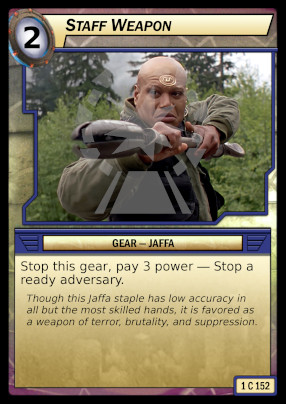 2
STAFF WEAPON
GEAR – JAFFA
Stop this gear, pay 3 power — Stop a
ready adversary.
Though this Jaffa staple has low accuracy in
all but the most skilled hands, it is favored as
a weapon of terror, brutality, and suppression.
1 C 152